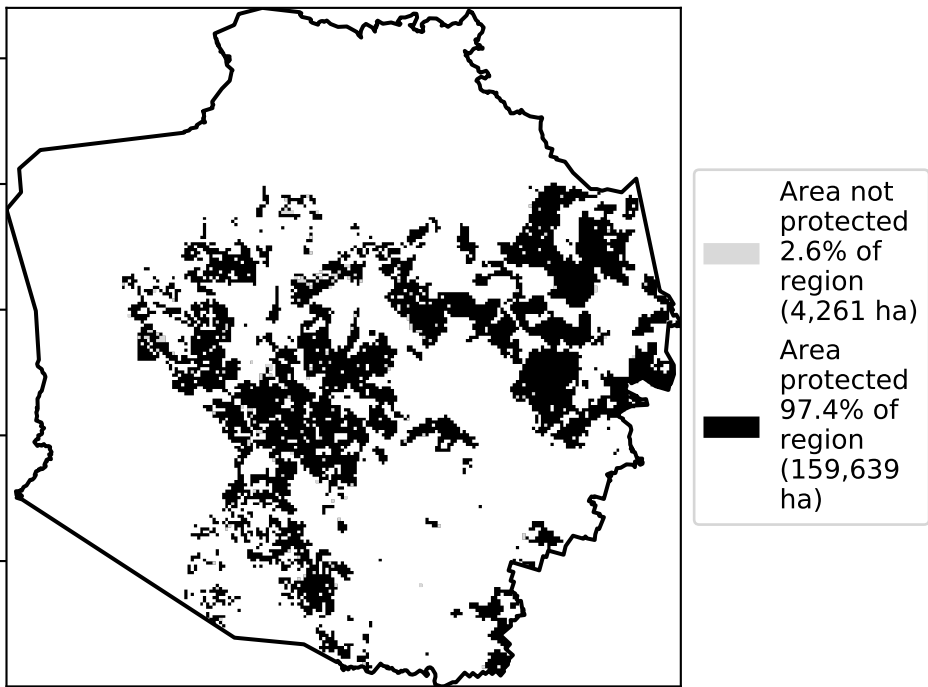 Area not
protected
2.6% of
region
(4,261 ha)
Area
protected
97.4% of
region
(159,639
ha)